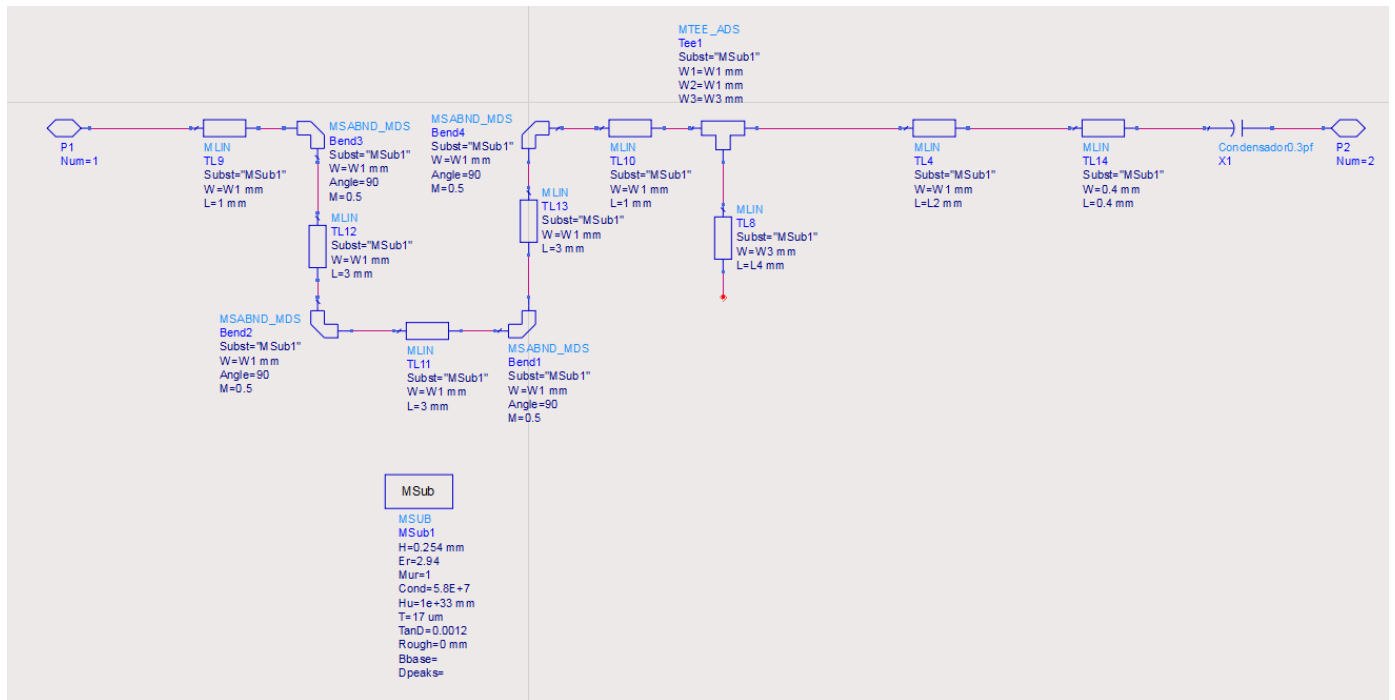 MTEE_ADS
Tee1
Subst="MSub1"
W1=W1 mm
W2=W1 mm
W3=W3 mm
P1
Num=1
MLIN
TL9
Subst="MSub1"
W=W1 mm
L=1 mm
MSABND_MDS
Bend3
Subst="MSub1"
W=W1 mm
Angle=90
M=0.5
MSABND_MDS
Bend4
Subst="MSub1"
W=W1 mm
Angle=90
M=0.5
MLIN
TL10
Subst="MSub1"
W=W1 mm
L=1 mm
MLIN
TL4
Subst="MSub1"
W=W1 mm
L=L2 mm
MLIN
TL14
Subst="MSub1"
W=0.4 mm
L=0.4 mm
Condensador0.3pf
X1
P2
Num=2
MLIN
TL12
Subst="MSub1"
W=W1 mm
L=3 mm
MLIN
TL13
Subst="MSub1"
W=W1 mm
L=3 mm
MLIN
TL8
Subst="MSub1"
W=W3 mm
L=L4 mm
MSABND_MDS
Bend2
Subst="MSub1"
W=W1 mm
Angle=90
M=0.5
MLIN
TL11
Subst="MSub1"
W=W1 mm
L=3 mm
MSABND_MDS
Bend1
Subst="MSub1"
W=W1 mm
Angle=90
M=0.5
MSub
MSUB
MSub1
H=0.254 mm
Er=2.94
Mur=1
Cond=5.8E+7
Hu=1e+33 mm
T=17 um
TanD=0.0012
Rough=0 mm
Bbase=
Dpeaks=